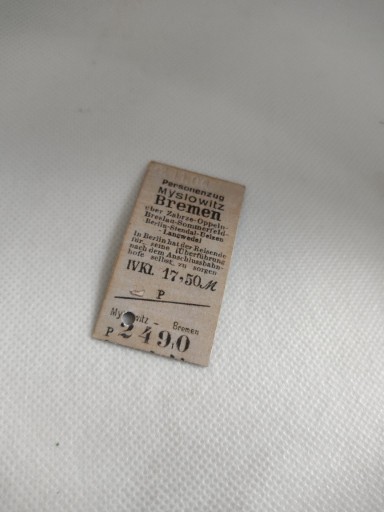 Personenzug
Myslowitz
Bremen
über Zabrze-Oppeln-
Breslau-Sommerfeld-
Berlin-Stendal-Uelzen
-Langwedel
In Berlin hat der Reisende
für seine Überführung
nach dem Anschlussbahn-
hofe selbst zu sorgen
IVKl. 17,50 M
P
Myslowitz - Bremen
P 2490